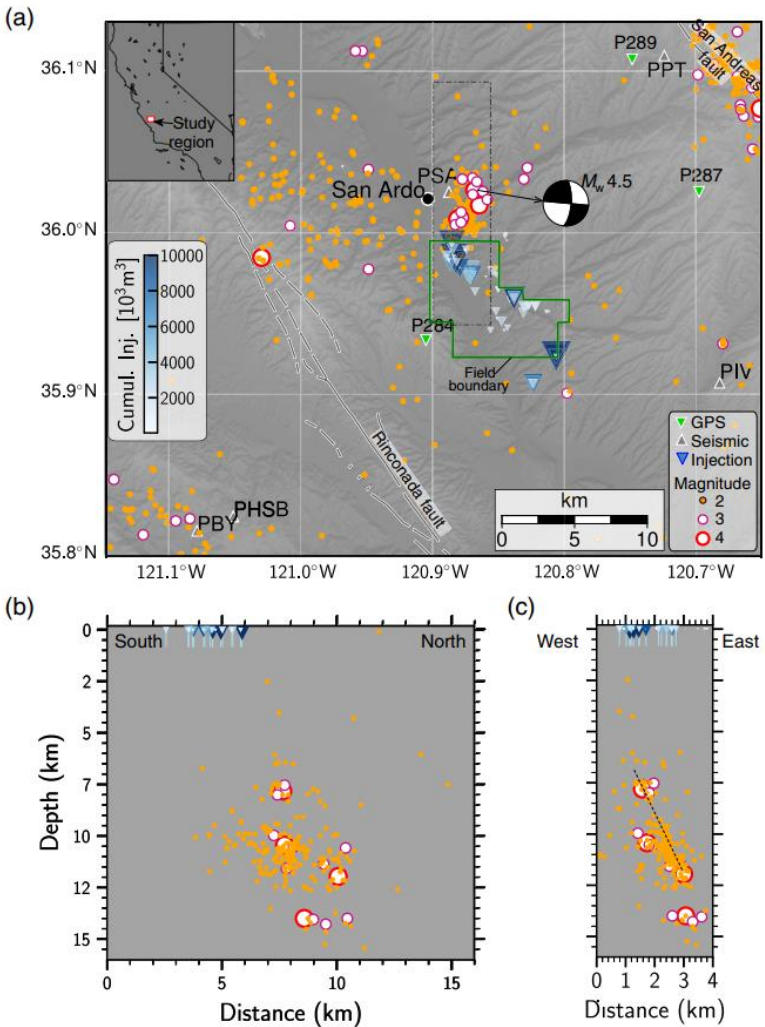 (a)
36.1°N
36.0°N
35.9°N
35.8°N
121.1°W
121.0°W
120.9°W
120.8°W
120.7°W
Study
region
P289
PPT
San Andreas
fault
P287
San Ardo
PSA
Mw 4.5
Cumul. Inj. [10³m³]
10000
8000
6000
4000
2000
P284
Field
boundary
PIV
Rinconada fault
PHSB
PBY
km
0
5
10
GPS
Seismic
Injection
Magnitude
2
3
4
(b)
South
North
Depth (km)
0
2
5
7
10
12
15
0
5
10
15
Distance (km)
(c)
West
East
0
1
2
3
4
Distance (km)